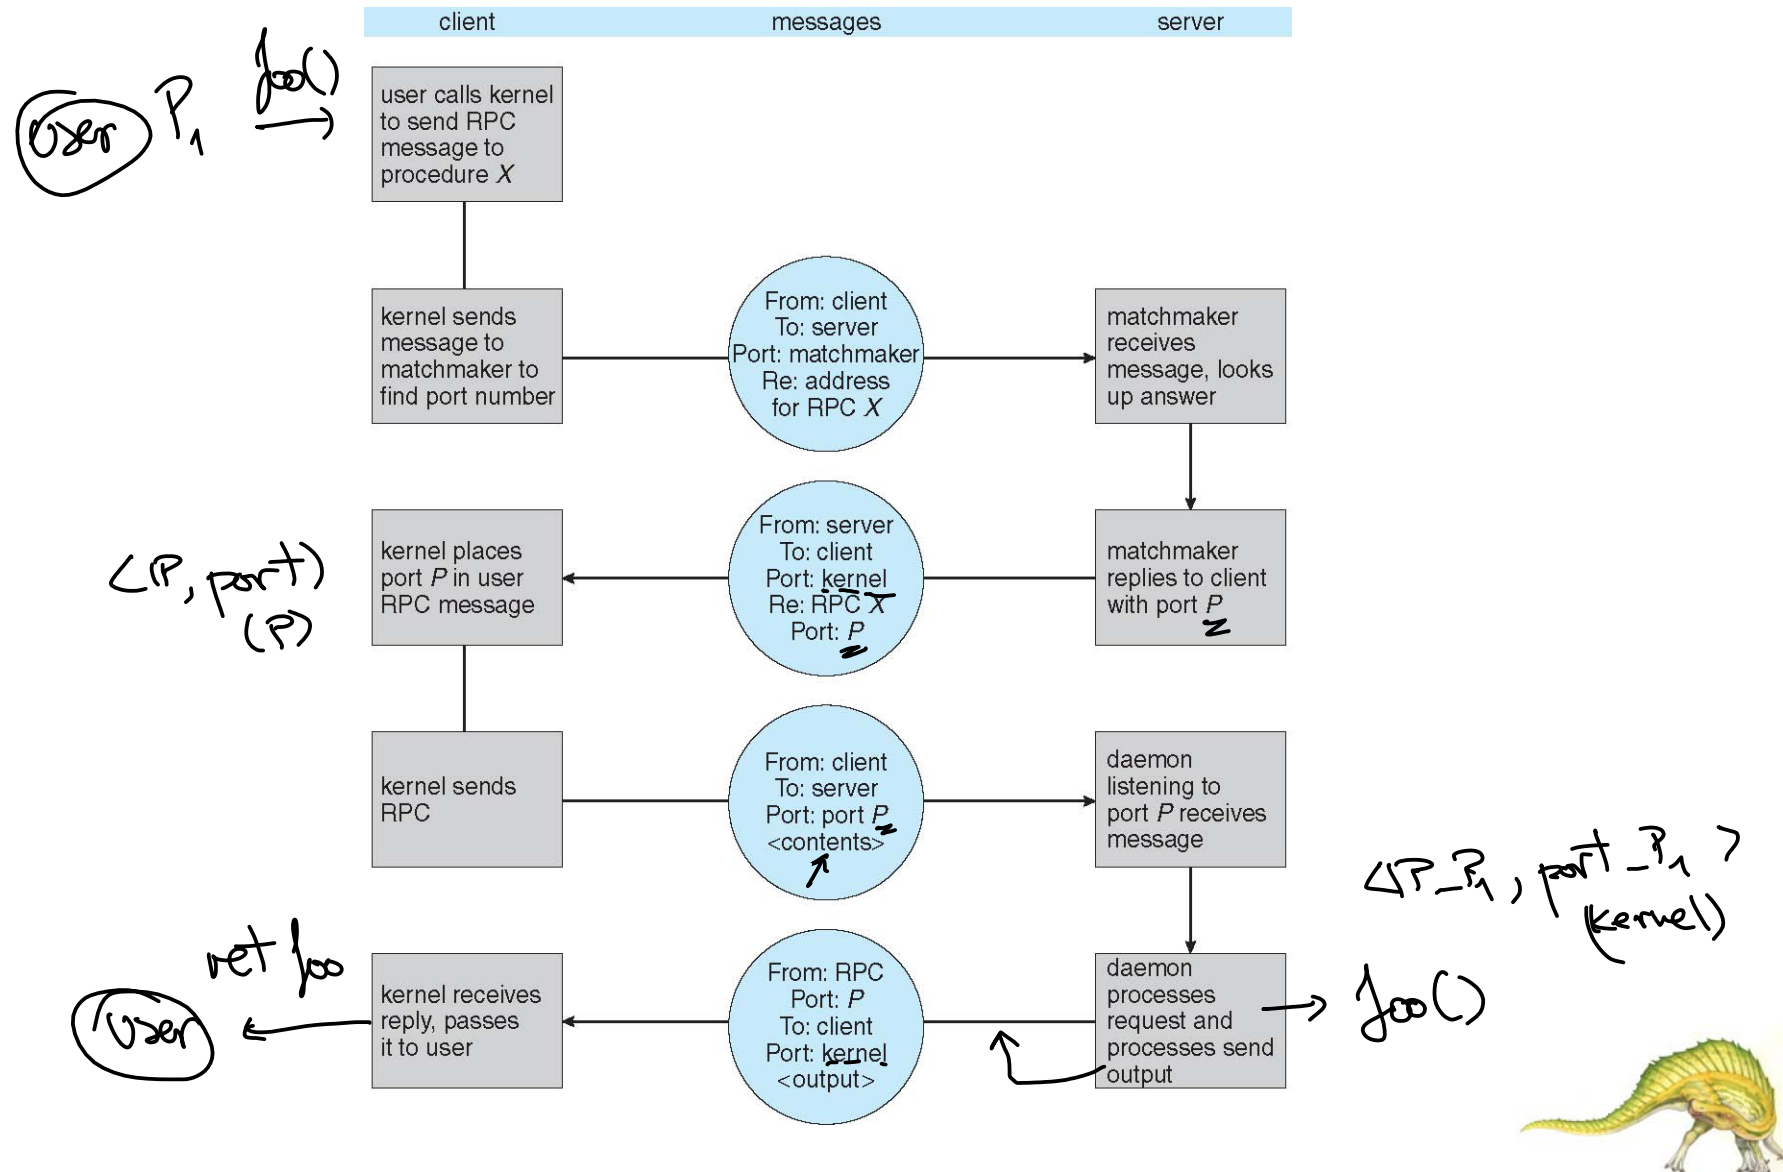 client
messages
server
User
P1
foo()
user calls kernel
to send RPC
message to
procedure X
kernel sends
message to
matchmaker to
find port number
From: client
To: server
Port: matchmaker
Re: address
for RPC X
matchmaker
receives
message, looks
up answer
<IP, port>
(P)
kernel places
port P in user
RPC message
From: server
To: client
Port: kernel
Re: RPC X
Port: P
matchmaker
replies to client
with port P
kernel sends
RPC
From: client
To: server
Port: port P
<contents>
daemon
listening to
port P receives
message
<IP_P1, port_P1>
(kernel)
ret foo
User
kernel receives
reply, passes
it to user
From: RPC
Port: P
To: client
Port: kernel
<output>
daemon
processes
request and
processes send
output
foo()